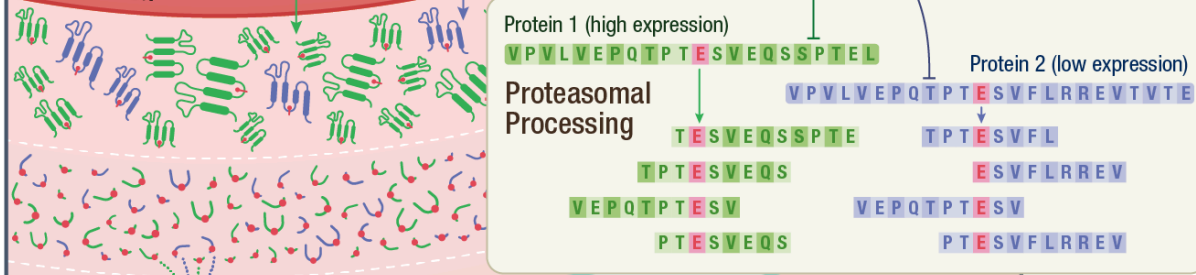 Protein 1 (high expression)
VPVLVEPQTPTESVEQSSPTEL
Protein 2 (low expression)
VPVLVEPQTPTESVFLRREVTVTE
Proteasomal
Processing
TESVEQSSPTE
TPTESVFL
TPTESVEQS
ESVFLRREV
VEPQTPTESV
VEPQTPTESV
PTESVEQS
PTESVFLRREV